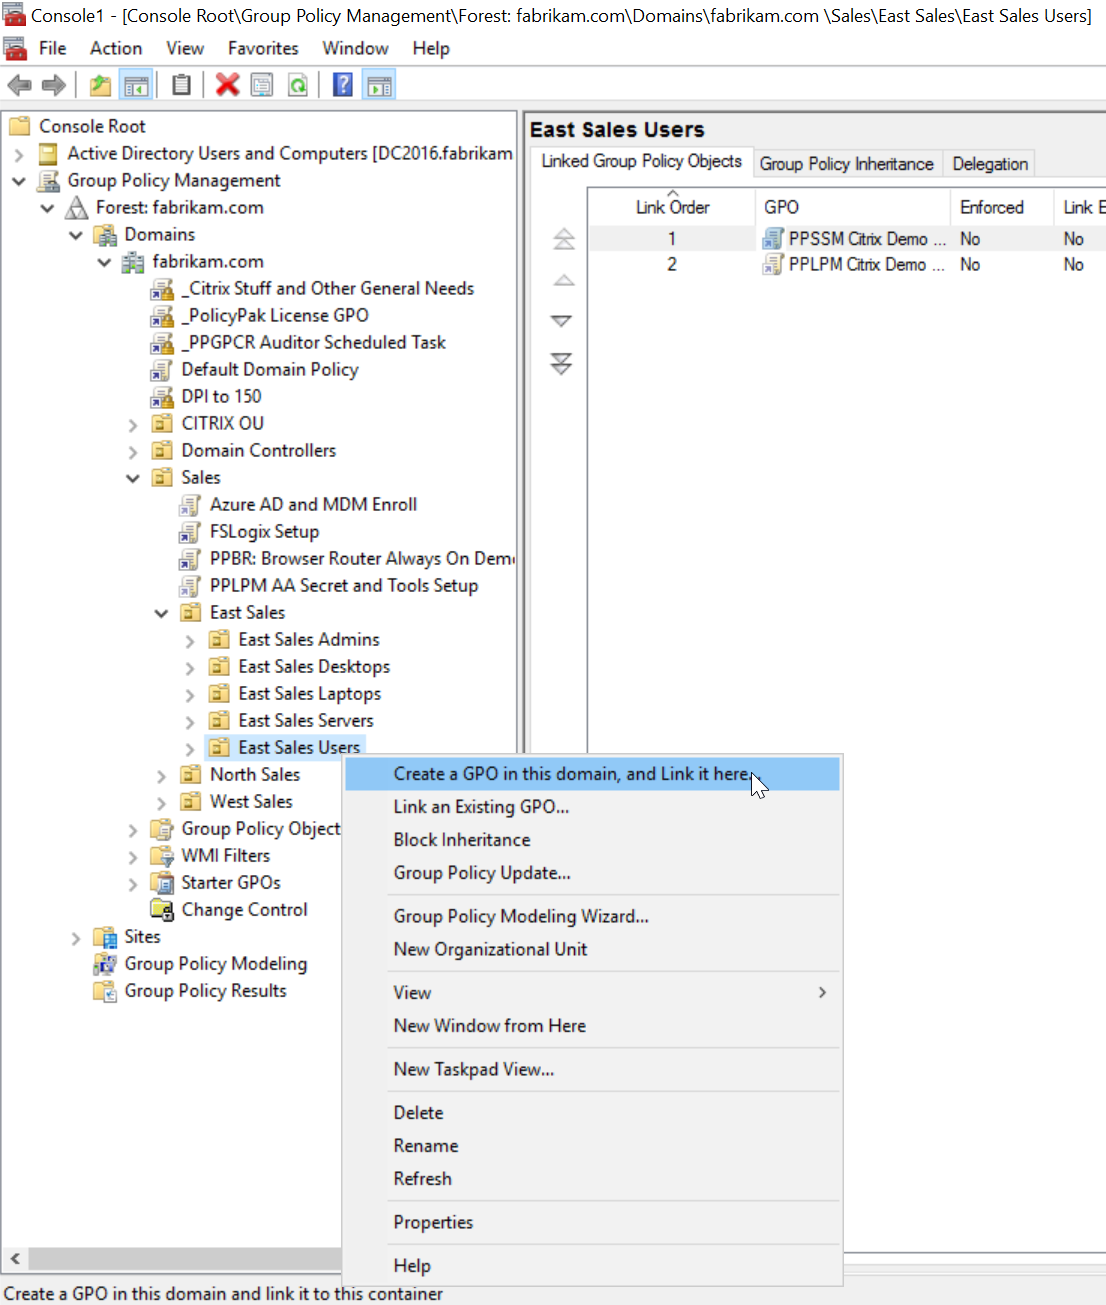 Console1 - [Console Root\Group Policy Management\Forest: fabrikam.com\Domains\fabrikam.com \Sales\East Sales\East Sales Users]
File Action View Favorites Window Help
Console Root
Active Directory Users and Computers [DC2016.fabrikam
Group Policy Management
Forest: fabrikam.com
Domains
fabrikam.com
_Citrix Stuff and Other General Needs
_PolicyPak License GPO
_PPGPCR Auditor Scheduled Task
Default Domain Policy
DPI to 150
CITRIX OU
Domain Controllers
Sales
Azure AD and MDM Enroll
FSLogix Setup
PPBR: Browser Router Always On Dem
PPLPM AA Secret and Tools Setup
East Sales
East Sales Admins
East Sales Desktops
East Sales Laptops
East Sales Servers
East Sales Users
North Sales
West Sales
Group Policy Object
WMI Filters
Starter GPOs
Change Control
Sites
Group Policy Modeling
Group Policy Results
East Sales Users
Linked Group Policy Objects Group Policy Inheritance Delegation
Link Order GPO Enforced Link E
1 PPSSM Citrix Demo ... No No
2 PPLPM Citrix Demo ... No No
Create a GPO in this domain, and Link it here...
Link an Existing GPO...
Block Inheritance
Group Policy Update...
Group Policy Modeling Wizard...
New Organizational Unit
View
New Window from Here
New Taskpad View...
Delete
Rename
Refresh
Properties
Help
Create a GPO in this domain and link it to this container